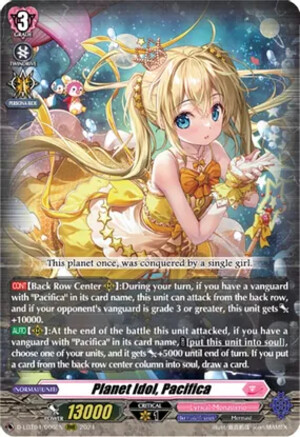 3
GRADE
TWIN DRIVE
PERSONA RIDE
This planet once, was conquered by a single girl.
CONT [Back Row Center]:During your turn, if you have a vanguard
with "Pacifica" in its card name, this unit can attack from the back row,
and if your opponent's vanguard is grade 3 or greater, this unit gets
+10000.
AUTO:At the end of the battle this unit attacked, if you have a
vanguard with "Pacifica" in its card name, [put this unit into soul],
choose one of your units, and it gets +5000 until end of turn. If you put
a card from the back row center column into soul, draw a card.
NORMAL UNIT
Planet Idol, Pacifica
POWER 13000
CRITICAL
1
Lyrical Monasterio
Mermaid